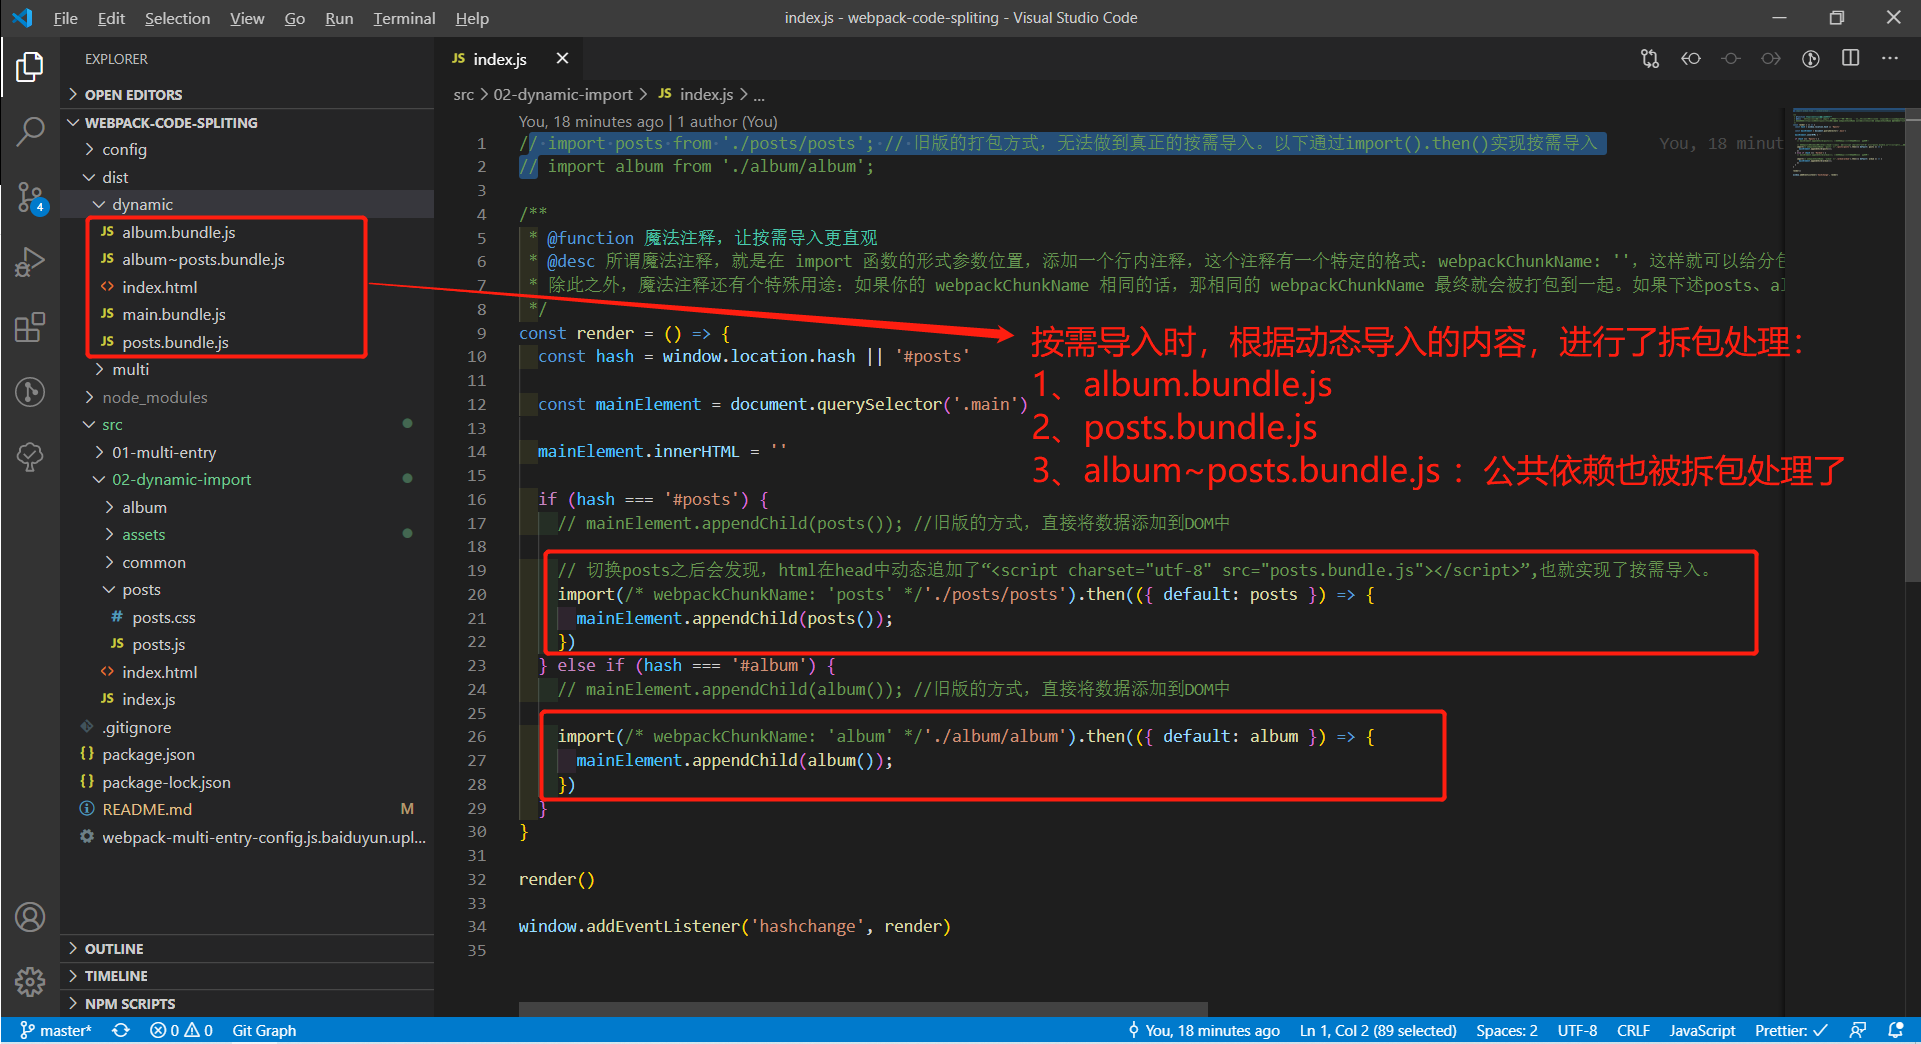 File Edit Selection View Go Run Terminal Help
index.js - webpack-code-spliting - Visual Studio Code
EXPLORER
OPEN EDITORS
WEBPACK-CODE-SPLITING
config
dist
dynamic
JS album.bundle.js
JS album~posts.bundle.js
<> index.html
JS main.bundle.js
JS posts.bundle.js
multi
node_modules
src
01-multi-entry
02-dynamic-import
album
assets
common
posts
# posts.css
JS posts.js
<> index.html
JS index.js
.gitignore
{} package.json
{} package-lock.json
README.md M
webpack-multi-entry-config.js.baiduyun.upl...
OUTLINE
TIMELINE
NPM SCRIPTS
4
JS index.js
src > 02-dynamic-import > JS index.js > ...
You, 18 minutes ago | 1 author (You)
1 // import posts from './posts/posts'; // 旧版的打包方式，无法做到真正的按需导入。以下通过import().then()实现按需导入 You, 18 minut
2 // import album from './album/album';
3
4 /**
5 * @function 魔法注释，让按需导入更直观
6 * @desc 所谓魔法注释，就是在 import 函数的形式参数位置，添加一个行内注释，这个注释有一个特定的格式：webpackChunkName: ''，这样就可以给分包
7 * 除此之外，魔法注释还有个特殊用途：如果你的 webpackChunkName 相同的话，那相同的 webpackChunkName 最终就会被打包到一起。如果下述posts、al
8 */
9 const render = () => {
10 const hash = window.location.hash || '#posts'
11
12 const mainElement = document.querySelector('.main')
13
14 mainElement.innerHTML = ''
15
16 if (hash === '#posts') {
17 // mainElement.appendChild(posts()); //旧版的方式，直接将数据添加到DOM中
18
19 // 切换posts之后会发现，html在head中动态追加了“<script charset="utf-8" src="posts.bundle.js"></script>”,也就实现了按需导入。
20 import(/* webpackChunkName: 'posts' */'./posts/posts').then(({ default: posts }) => {
21 mainElement.appendChild(posts());
22 })
23 } else if (hash === '#album') {
24 // mainElement.appendChild(album()); //旧版的方式，直接将数据添加到DOM中
25
26 import(/* webpackChunkName: 'album' */'./album/album').then(({ default: album }) => {
27 mainElement.appendChild(album());
28 })
29 }
30 }
31
32 render()
33
34 window.addEventListener('hashchange', render)
35
按需导入时，根据动态导入的内容，进行了拆包处理：
1、album.bundle.js
2、posts.bundle.js
3、album~posts.bundle.js ：公共依赖也被拆包处理了
master* 0 0 Git Graph You, 18 minutes ago Ln 1, Col 2 (89 selected) Spaces: 2 UTF-8 CRLF JavaScript Prettier: ✓